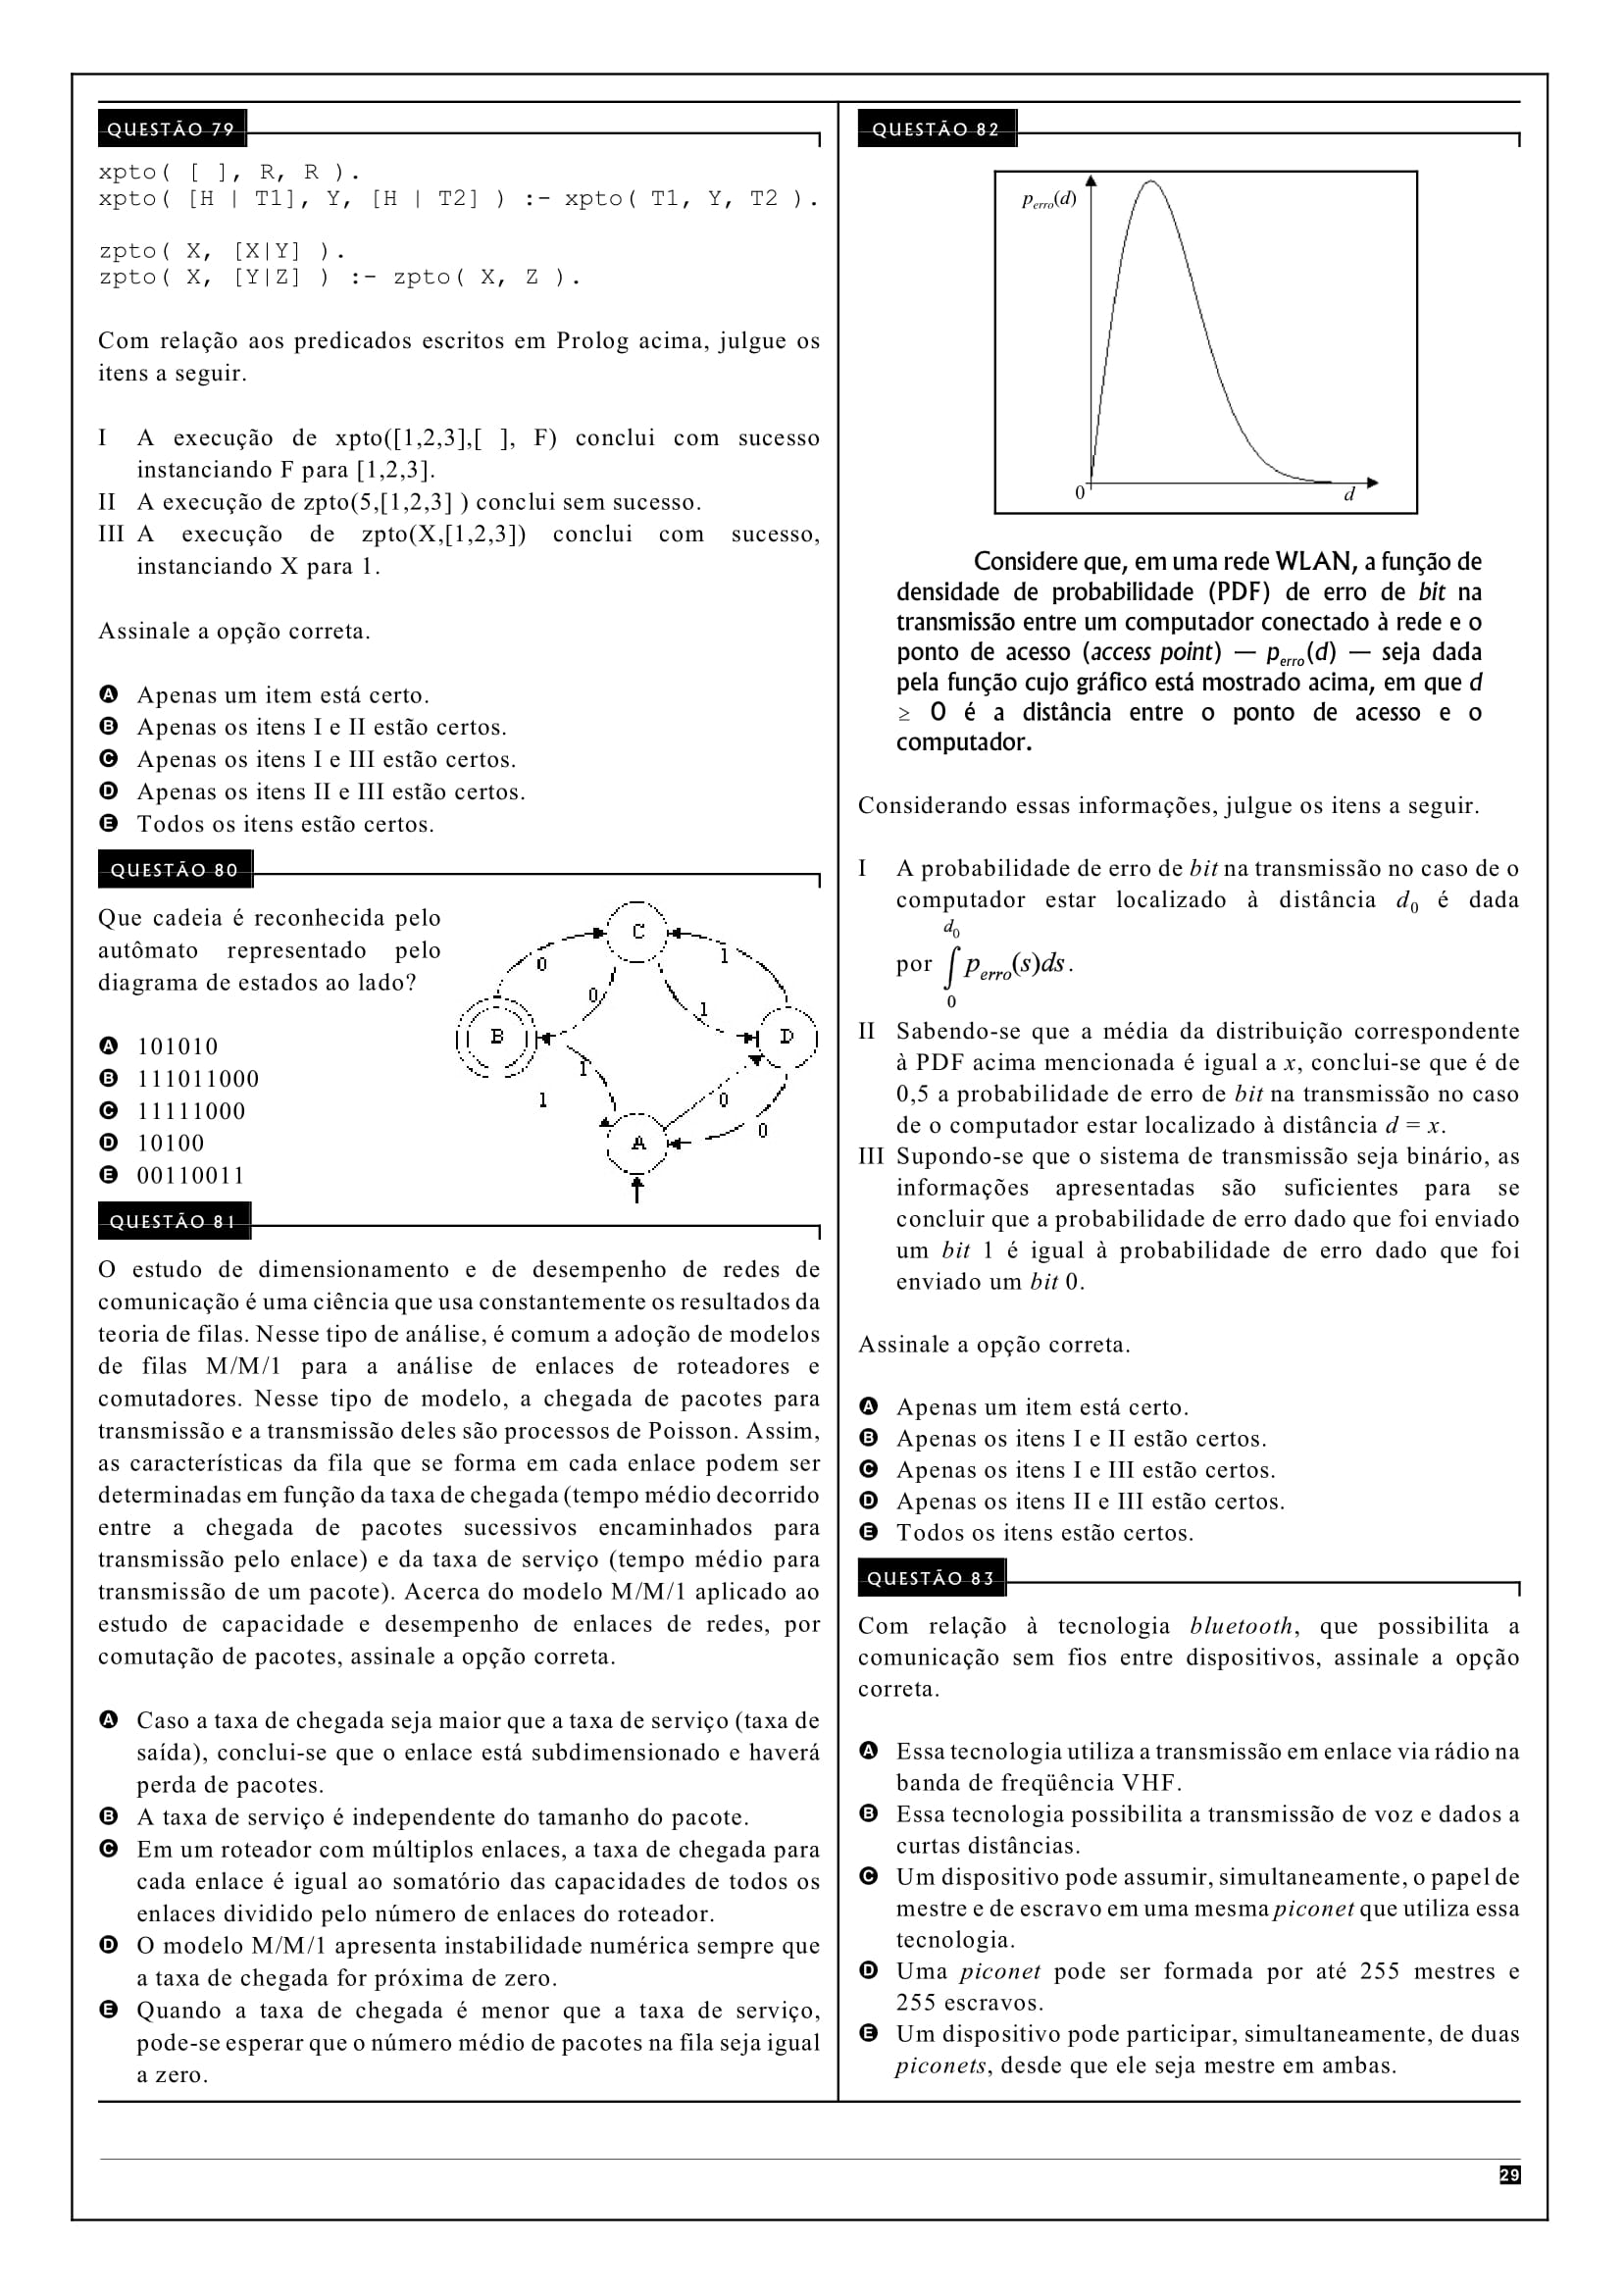 QUESTÃO 79
xpto( [ ], R, R ).
xpto( [H | T1], Y, [H | T2] ) :- xpto( T1, Y, T2 ).
zpto( X, [X|Y] ).
zpto( X, [Y|Z] ) :- zpto( X, Z ).
Com relação aos predicados escritos em Prolog acima, julgue os
itens a seguir.
I A execução de xpto([1,2,3],[ ], F) conclui com sucesso
instanciando F para [1,2,3].
II A execução de zpto(5,[1,2,3] ) conclui sem sucesso.
III A execução de zpto(X,[1,2,3]) conclui com sucesso,
instanciando X para 1.
Assinale a opção correta.
A Apenas um item está certo.
B Apenas os itens I e II estão certos.
C Apenas os itens I e III estão certos.
D Apenas os itens II e III estão certos.
E Todos os itens estão certos.
QUESTÃO 80
Que cadeia é reconhecida pelo
autômato representado pelo
diagrama de estados ao lado?
A 101010
B 111011000
C 11111000
D 10100
E 00110011
C
0
1
0
1
B
D
1
1
0
0
A
QUESTÃO 81
O estudo de dimensionamento e de desempenho de redes de
comunicação é uma ciência que usa constantemente os resultados da
teoria de filas. Nesse tipo de análise, é comum a adoção de modelos
de filas M/M/1 para a análise de enlaces de roteadores e
comutadores. Nesse tipo de modelo, a chegada de pacotes para
transmissão e a transmissão deles são processos de Poisson. Assim,
as características da fila que se forma em cada enlace podem ser
determinadas em função da taxa de chegada (tempo médio decorrido
entre a chegada de pacotes sucessivos encaminhados para
transmissão pelo enlace) e da taxa de serviço (tempo médio para
transmissão de um pacote). Acerca do modelo M/M/1 aplicado ao
estudo de capacidade e desempenho de enlaces de redes, por
comutação de pacotes, assinale a opção correta.
A Caso a taxa de chegada seja maior que a taxa de serviço (taxa de
saída), conclui-se que o enlace está subdimensionado e haverá
perda de pacotes.
B A taxa de serviço é independente do tamanho do pacote.
C Em um roteador com múltiplos enlaces, a taxa de chegada para
cada enlace é igual ao somatório das capacidades de todos os
enlaces dividido pelo número de enlaces do roteador.
D O modelo M/M/1 apresenta instabilidade numérica sempre que
a taxa de chegada for próxima de zero.
E Quando a taxa de chegada é menor que a taxa de serviço,
pode-se esperar que o número médio de pacotes na fila seja igual
a zero.
QUESTÃO 82
perro(d)
0
d
Considere que, em uma rede WLAN, a função de
densidade de probabilidade (PDF) de erro de bit na
transmissão entre um computador conectado à rede e o
ponto de acesso (access point) — perro(d) — seja dada
pela função cujo gráfico está mostrado acima, em que d
≥ 0 é a distância entre o ponto de acesso e o
computador.
Considerando essas informações, julgue os itens a seguir.
I A probabilidade de erro de bit na transmissão no caso de o
computador estar localizado à distância d0 é dada
por ∫0d0 perro(s)ds.
II Sabendo-se que a média da distribuição correspondente
à PDF acima mencionada é igual a x, conclui-se que é de
0,5 a probabilidade de erro de bit na transmissão no caso
de o computador estar localizado à distância d = x.
III Supondo-se que o sistema de transmissão seja binário, as
informações apresentadas são suficientes para se
concluir que a probabilidade de erro dado que foi enviado
um bit 1 é igual à probabilidade de erro dado que foi
enviado um bit 0.
Assinale a opção correta.
A Apenas um item está certo.
B Apenas os itens I e II estão certos.
C Apenas os itens I e III estão certos.
D Apenas os itens II e III estão certos.
E Todos os itens estão certos.
QUESTÃO 83
Com relação à tecnologia bluetooth, que possibilita a
comunicação sem fios entre dispositivos, assinale a opção
correta.
A Essa tecnologia utiliza a transmissão em enlace via rádio na
banda de freqüência VHF.
B Essa tecnologia possibilita a transmissão de voz e dados a
curtas distâncias.
C Um dispositivo pode assumir, simultaneamente, o papel de
mestre e de escravo em uma mesma piconet que utiliza essa
tecnologia.
D Uma piconet pode ser formada por até 255 mestres e
255 escravos.
E Um dispositivo pode participar, simultaneamente, de duas
piconets, desde que ele seja mestre em ambas.
29